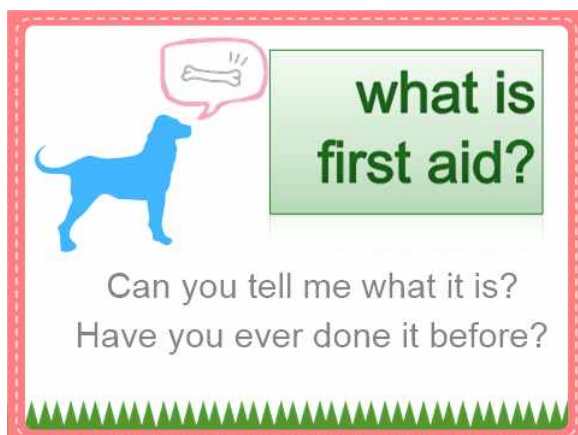 what is
first aid?
Can you tell me what it is?
Have you ever done it before?